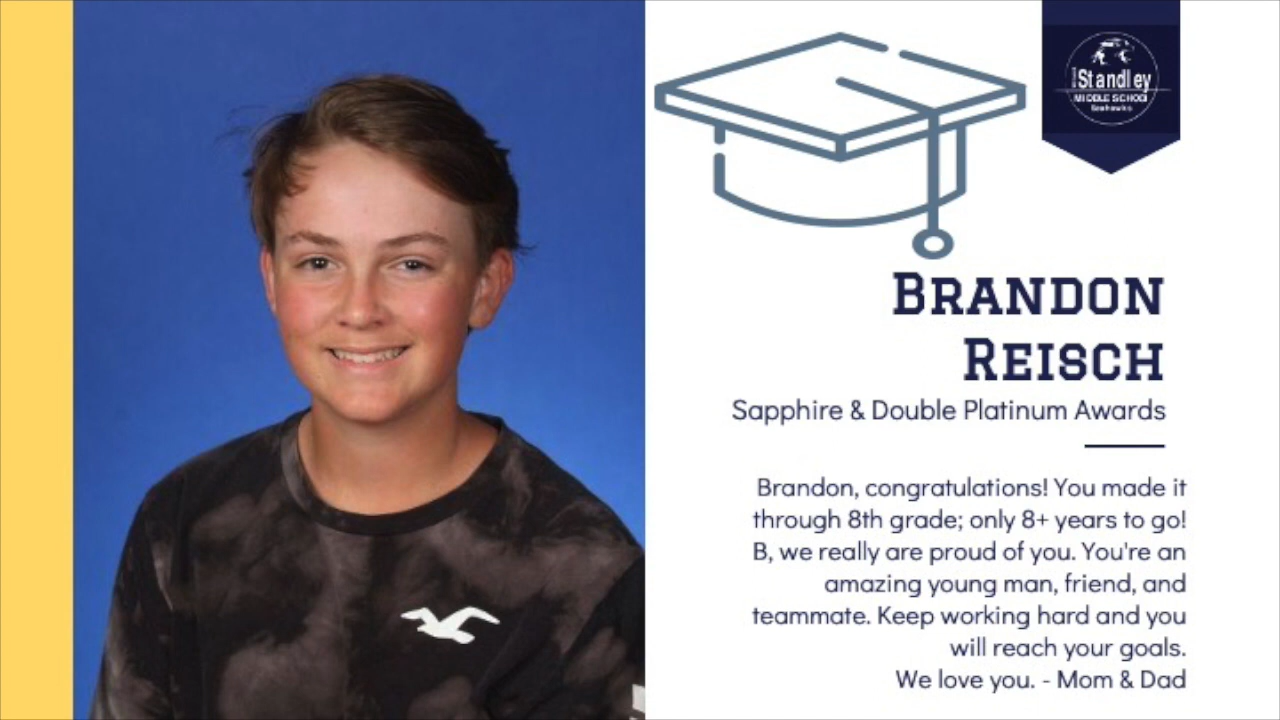 Standley
MIDDLE SCHOOL
Seahawks
BRANDON
REISCH
Sapphire & Double Platinum Awards
Brandon, congratulations! You made it
through 8th grade; only 8+ years to go!
B, we really are proud of you. You're an
amazing young man, friend, and
teammate. Keep working hard and you
will reach your goals.
We love you. - Mom & Dad